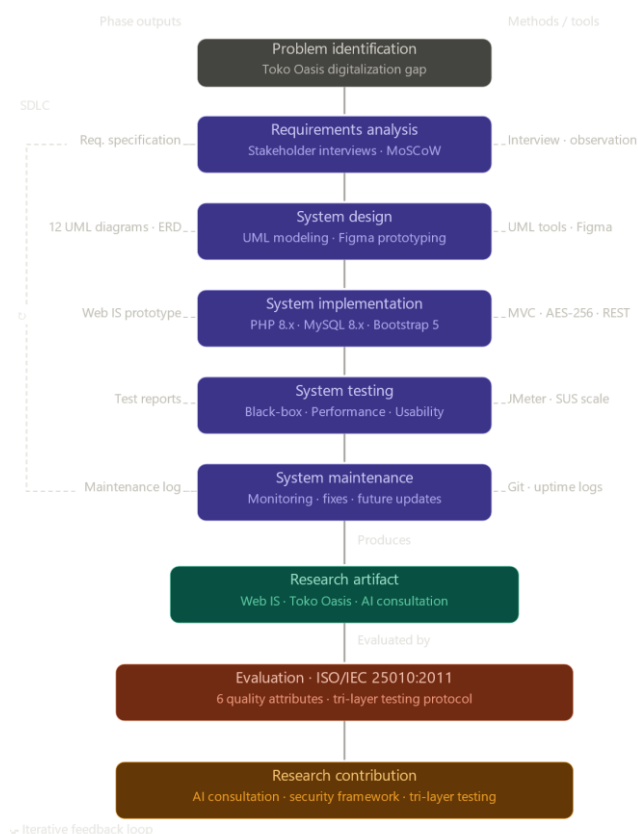 Phase outputs
Methods / tools
Problem identification
Toko Oasis digitalization gap
SDLC
Requirements analysis
Stakeholder interviews · MoSCoW
Req. specification
Interview · observation
System design
UML modeling · Figma prototyping
12 UML diagrams · ERD
UML tools · Figma
System implementation
PHP 8.x · MySQL 8.x · Bootstrap 5
Web IS prototype
MVC · AES-256 · REST
↻
System testing
Black-box · Performance · Usability
Test reports
JMeter · SUS scale
System maintenance
Monitoring · fixes · future updates
Maintenance log
Git · uptime logs
Produces
Research artifact
Web IS · Toko Oasis · AI consultation
Evaluated by
Evaluation · ISO/IEC 25010:2011
6 quality attributes · tri-layer testing protocol
Research contribution
AI consultation · security framework · tri-layer testing
Iterative feedback loop